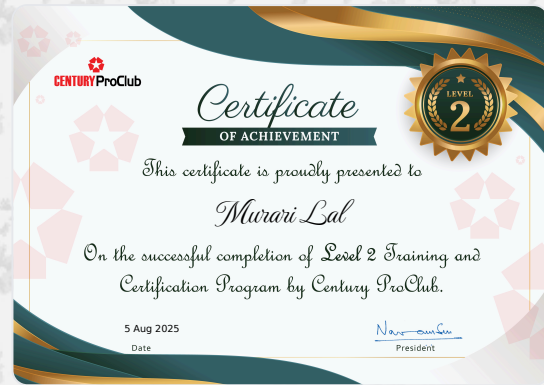 CENTURY ProClub
LEVEL
2
Certificate
OF ACHIEVEMENT
This certificate is proudly presented to
Murari Lal
On the successful completion of Level 2 Training and
Certification Program by Century ProClub.
5 Aug 2025
Date
President